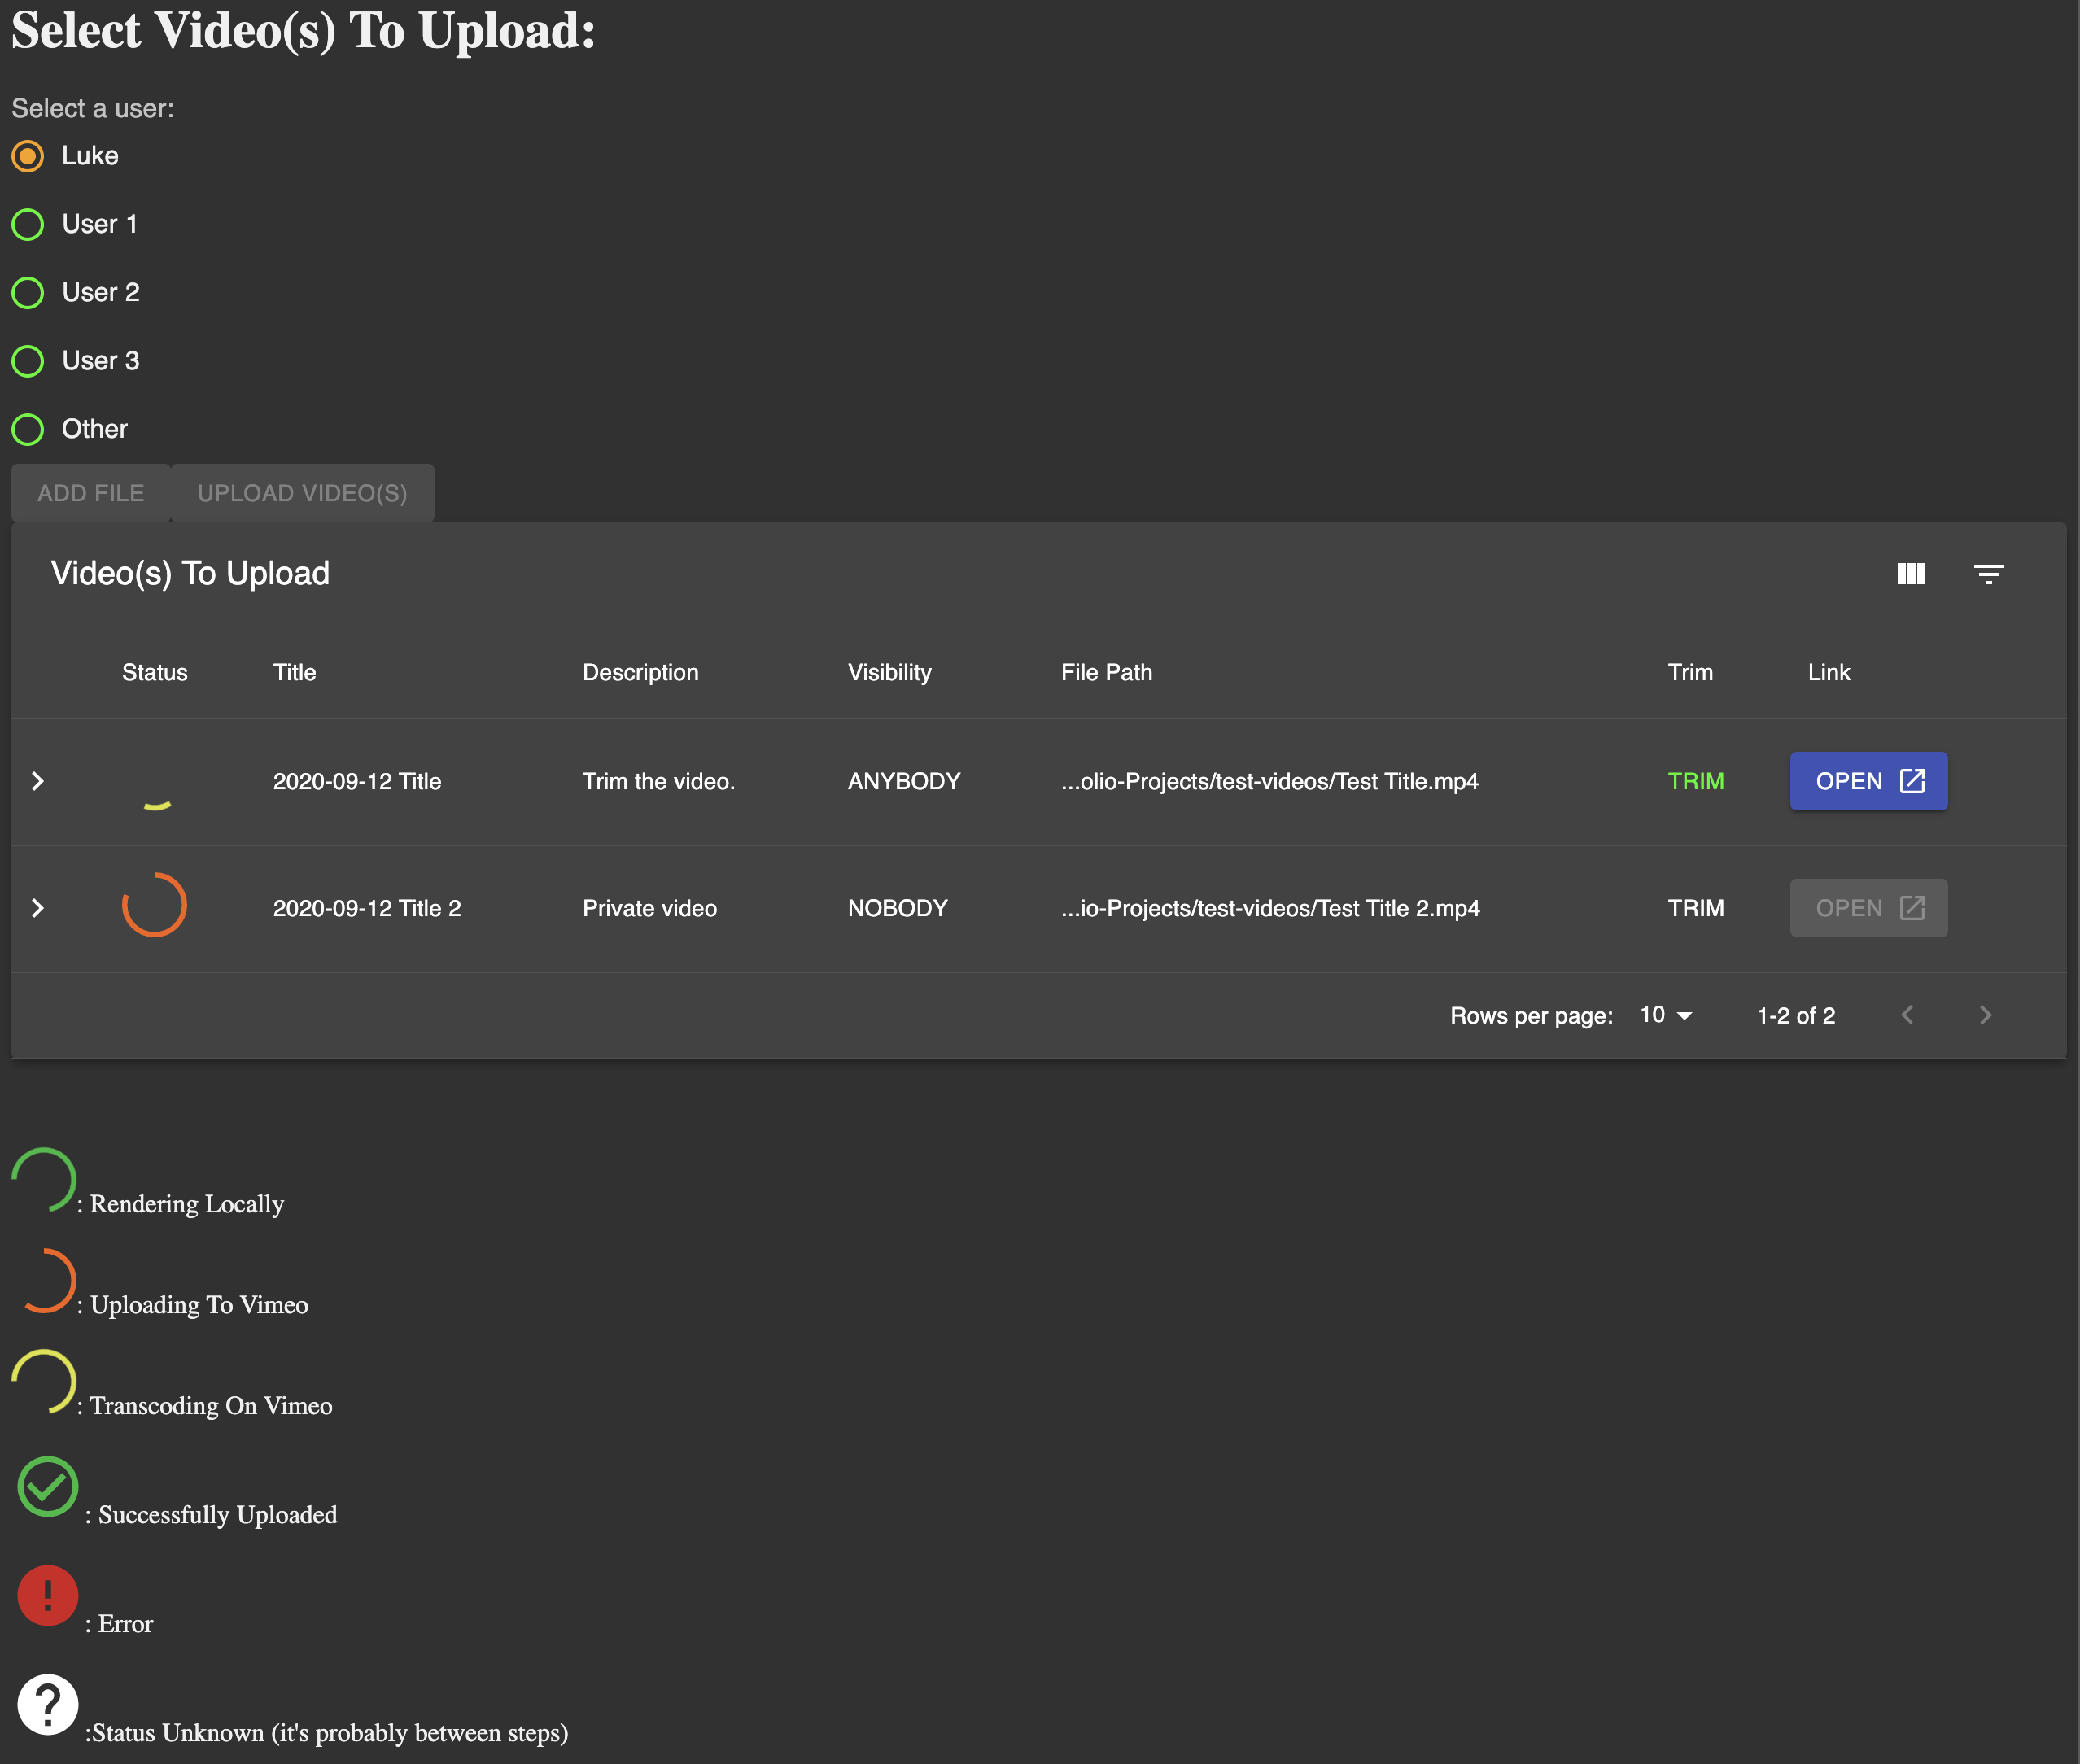 Select Video(s) To Upload:
Select a user:
Luke
User 1
User 2
User 3
Other
ADD FILE UPLOAD VIDEO(S)
Video(s) To Upload
Status Title Description Visibility File Path Trim Link
2020-09-12 Title Trim the video. ANYBODY ...olio-Projects/test-videos/Test Title.mp4 TRIM OPEN
2020-09-12 Title 2 Private video NOBODY ...io-Projects/test-videos/Test Title 2.mp4 TRIM OPEN
Rows per page: 10 1-2 of 2
: Rendering Locally
: Uploading To Vimeo
: Transcoding On Vimeo
: Successfully Uploaded
: Error
:Status Unknown (it's probably between steps)